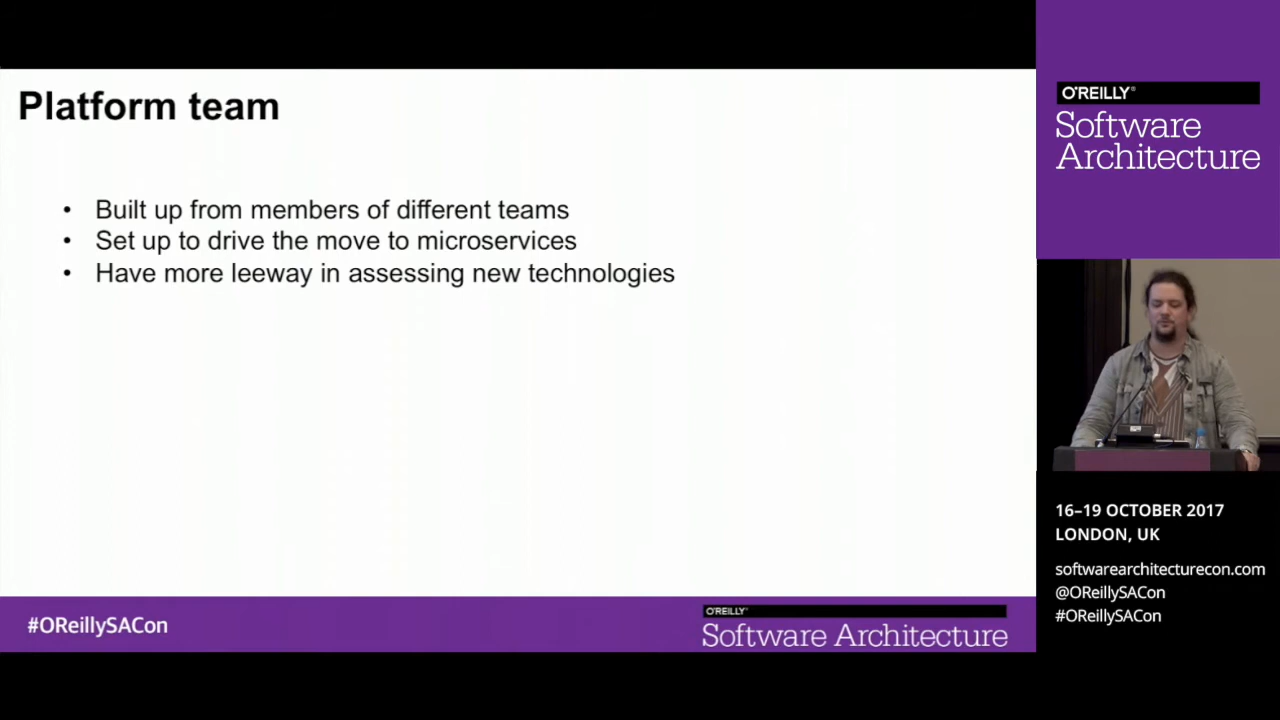 Platform team
• Built up from members of different teams
• Set up to drive the move to microservices
• Have more leeway in assessing new technologies
#OReillySACon
O'REILLY®
Software Architecture
O'REILLY®
Software
Architecture
16–19 OCTOBER 2017
LONDON, UK
softwarearchitecturecon.com
@OReillySACon
#OReillySACon